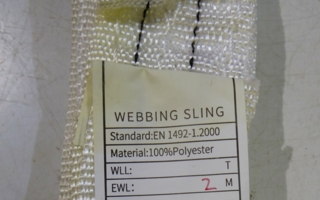 WEBBING SLING
Standard:EN 1492-1.2000
Material:100%Polyester
WLL: T
EWL: 2 M